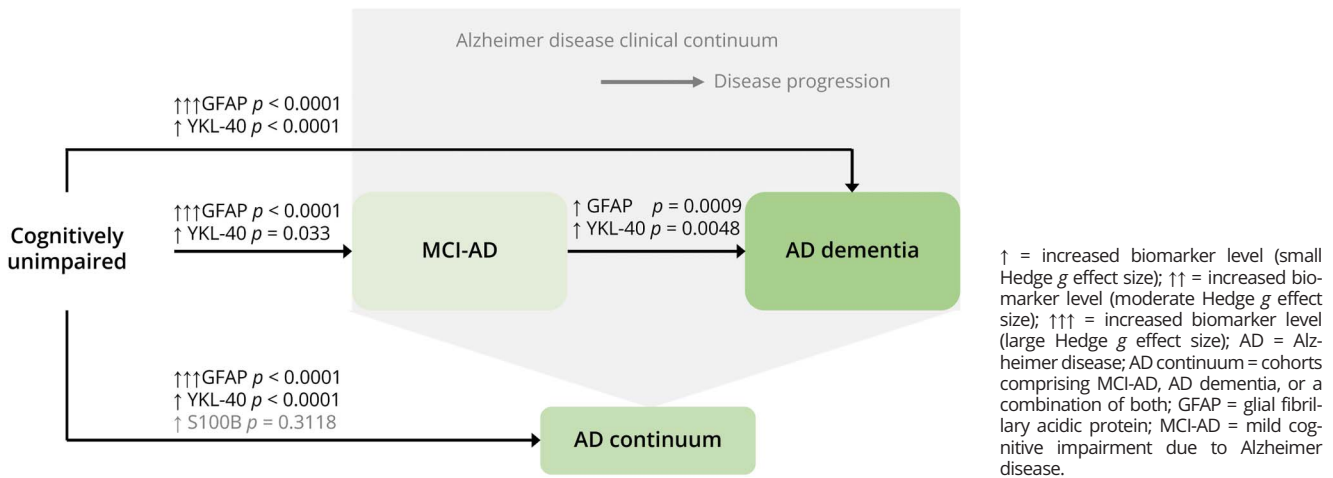 Alzheimer disease clinical continuum
Disease progression
↑↑↑GFAP p < 0.0001
↑ YKL-40 p < 0.0001
Cognitively
unimpaired
↑↑↑GFAP p < 0.0001
↑ YKL-40 p = 0.033
MCI-AD
↑ GFAP p = 0.0009
↑ YKL-40 p = 0.0048
AD dementia
↑↑↑GFAP p < 0.0001
↑ YKL-40 p < 0.0001
↑ S100B p = 0.3118
AD continuum
↑ = increased biomarker level (small
Hedge g effect size); ↑↑ = increased bio-
marker level (moderate Hedge g effect
size); ↑↑↑ = increased biomarker level
(large Hedge g effect size); AD = Alz-
heimer disease; AD continuum = cohorts
comprising MCI-AD, AD dementia, or a
combination of both; GFAP = glial fibril-
lary acidic protein; MCI-AD = mild cog-
nitive impairment due to Alzheimer
disease.